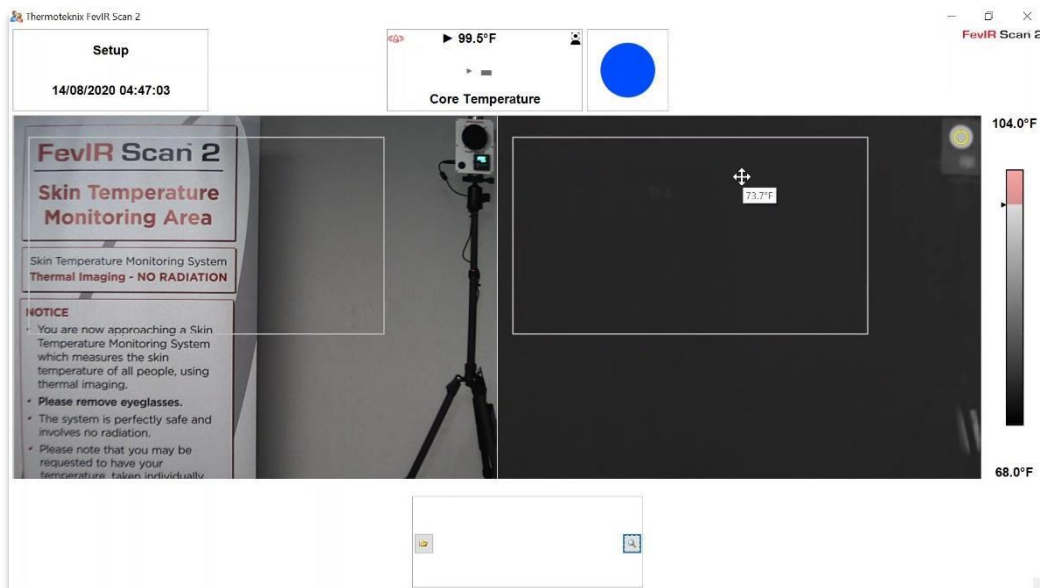 Thermoteknix FevIR Scan 2
FevIR Scan 2
Setup
14/08/2020 04:47:03
► 99.5°F
Core Temperature
FevIR Scan 2
Skin Temperature
Monitoring Area
Skin Temperature Monitoring System
Thermal Imaging - NO RADIATION
NOTICE
• You are now approaching a Skin
Temperature Monitoring System
which measures the skin
temperature of all people, using
thermal imaging.
• Please remove eyeglasses.
• The system is perfectly safe and
involves no radiation.
• Please note that you may be
requested to have your
temperature taken individually
73.7°F
104.0°F
68.0°F